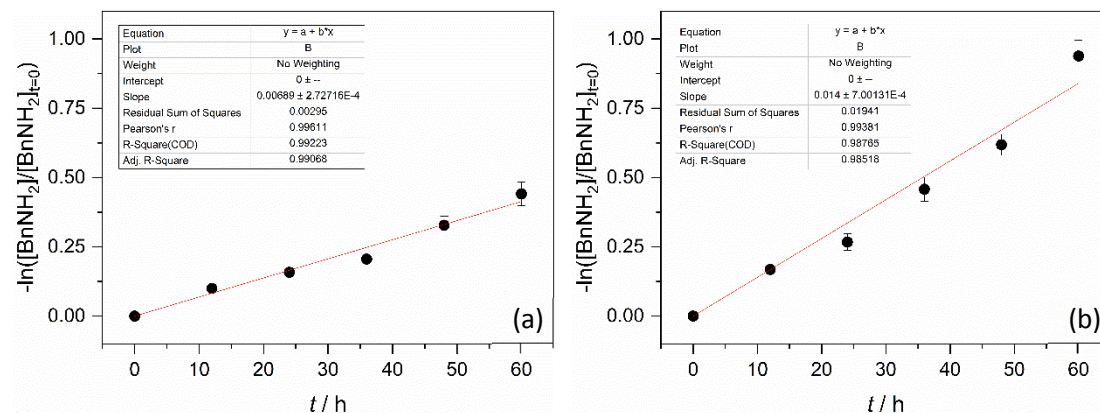 Equation y = a + b*x
Plot B
Weight No Weighting
Intercept 0 ± --
Slope 0.00689 ± 2.72716E-4
Residual Sum of Squares 0.00295
Pearson's r 0.99611
R-Square(COD) 0.99223
Adj. R-Square 0.99068
-ln([BnNH2]/[BnNH2]t=0)
1.00
0.75
0.50
0.25
0.00
0 10 20 30 40 50 60
t / h
(a)
Equation y = a + b*x
Plot B
Weight No Weighting
Intercept 0 ± --
Slope 0.014 ± 7.00131E-4
Residual Sum of Squares 0.01941
Pearson's r 0.99381
R-Square(COD) 0.98765
Adj. R-Square 0.98518
-ln([BnNH2]/[BnNH2]t=0)
1.00
0.75
0.50
0.25
0.00
0 10 20 30 40 50 60
t / h
(b)